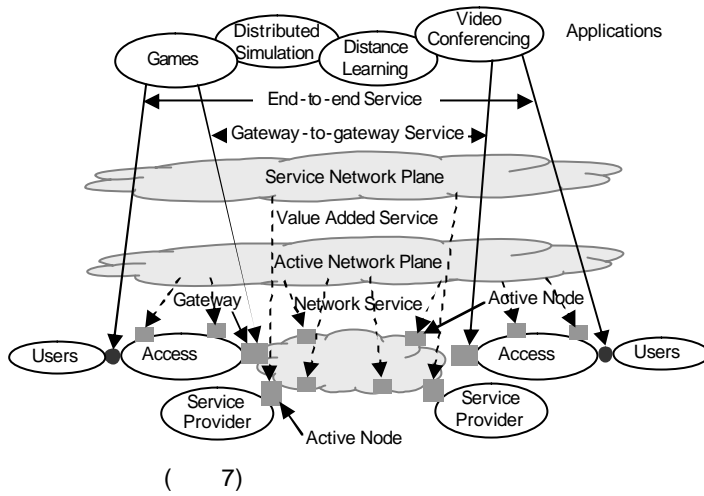 Video
Conferencing
Distributed
Simulation
Distance
Learning
Games
Applications
End-to-end Service
Gateway-to-gateway Service
Service Network Plane
Value Added Service
Active Network Plane
Gateway
Network Service
Active Node
Users
Access
Access
Users
Service
Provider
Service
Provider
Active Node
( 7)